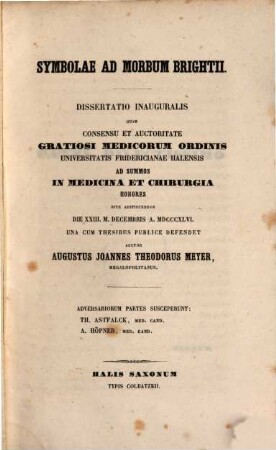 SYMBOLAE AD MORBUM BRIGHTII.
DISSERTATIO INAUGURALIS
QUAM
CONSENSU ET AUCTORITATE
GRATIOSI MEDICORUM ORDINIS
UNIVERSITATIS FRIDERICIANAE HALENSIS
AD SUMMOS
IN MEDICINA ET CHIRURGIA
HONORES
RITE ADIPISCENDOS
DIE XXIII. M. DECEMBRIS A. MDCCCXLVI.
UNA CUM THESIBUS PUBLICE DEFENDET
AUCTOR
AUGUSTUS JOANNES THEODORUS MEYER,
MEGALOPOLITANUS.
ADVERSARIORUM PARTES SUSCEPERUNT:
TH. ASTFALCK, MED. CAND.
A. HÖPNER, MED. CAND.
HALIS SAXONUM
TYPIS COLBATZKII.